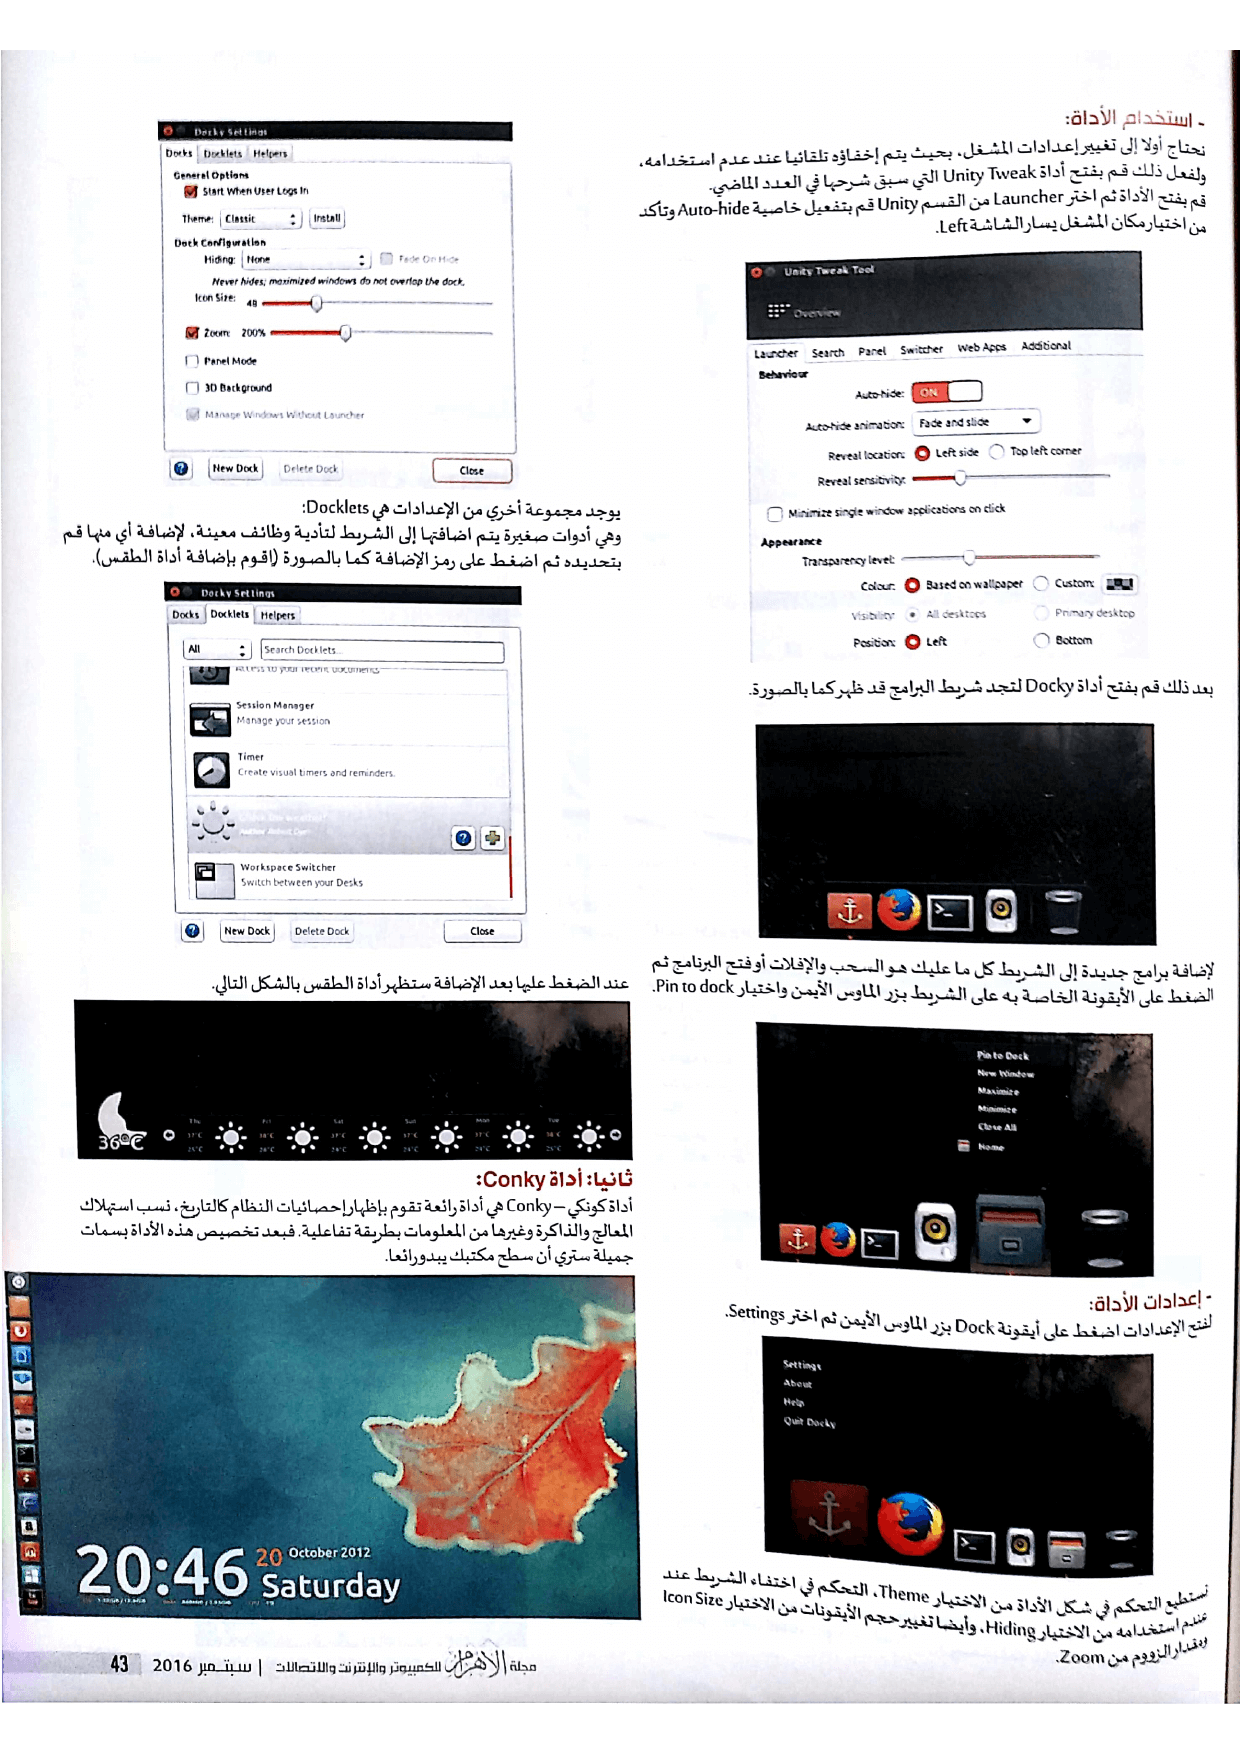 - استخدام الأداة:
نحتاج أولا إلى تغيير إعدادات المشغل، بحيث يتم إخفاؤه تلقائيا عند عدم استخدامه،
ولفعل ذلك قم بفتح أداة Unity Tweak التي سبق شرحها في العدد الماضي.
قم بفتح الأداة ثم اختر Launcher من القسم Unity قم بتفعيل خاصية Auto-hide وتأكد
من اختيار مكان المشغل يسار الشاشة Left.
Unity Tweak Tool
Overview
Launcher Search Panel Switcher Web Apps Additional
Behaviour
Auto-hide: ON
Auto-hide animation: Fade and slide
Reveal location: Left side Top left corner
Reveal sensitivity:
Minimize single window applications on click
Appearance
Transparency level:
Colour: Based on wallpaper Custom:
Visibility: All desktops Primary desktop
Position: Left Bottom
بعد ذلك قم بفتح أداة Docky لتجد شريط البرامج قد ظهر كما بالصورة.
لإضافة برامج جديدة إلى الشريط كل ما عليك هو السحب والإفلات أو فتح البرنامج ثم
الضغط على الأيقونة الخاصة به على الشريط بزر الماوس الأيمن واختيار Pin to dock.
Pin to Dock
New Window
Maximize
Minimize
Close All
Home
- إعدادات الأداة:
لفتح الإعدادات اضغط على أيقونة Dock بزر الماوس الأيمن ثم اختر Settings.
Settings
About
Help
Quit Docky
نستطيع التحكم في شكل الأداة من الاختيار Theme، التحكم في اختفاء الشريط عند
عدم استخدامه من الاختيار Hiding، وأيضا تغيير حجم الأيقونات من الاختيار Icon Size
ومقدار الزووم من Zoom.
Docky Settings
Docks Docklets Helpers
General Options
Start When User Logs In
Theme: Classic Install
Dock Configuration
Hiding: None Fade On Hide
Never hides; maximized windows do not overlap the dock.
Icon Size: 48
Zoom: 200%
Panel Mode
3D Background
Manage Windows Without Launcher
New Dock Delete Dock Close
يوجد مجموعة أخري من الإعدادات هي Docklets:
وهي أدوات صغيرة يتم اضافتها إلى الشريط لتأدية وظائف معينة، لإضافة أي منها قم
بتحديده ثم اضغط على رمز الإضافة كما بالصورة (اقوم بإضافة أداة الطقس).
Docky Settings
Docks Docklets Helpers
All Search Docklets...
Access to your recent documents
Session Manager
Manage your session
Timer
Create visual timers and reminders.
Workspace Switcher
Switch between your Desks
New Dock Delete Dock Close
عند الضغط عليها بعد الإضافة ستظهر أداة الطقس بالشكل التالي.
36°C
Thu Fri Sat Sun Mon Tue
ثانيا: أداة Conky:
أداة كونكي – Conky هي أداة رائعة تقوم بإظهار إحصائيات النظام كالتاريخ، نسب استهلاك
المعالج والذاكرة وغيرها من المعلومات بطريقة تفاعلية. فبعد تخصيص هذه الأداة بسمات
جميلة ستري أن سطح مكتبك يبدو رائعا.
20:46 20 October 2012
Saturday
مجلة الأهرام للكمبيوتر والإنترنت والاتصالات | سبتمبر 2016 43